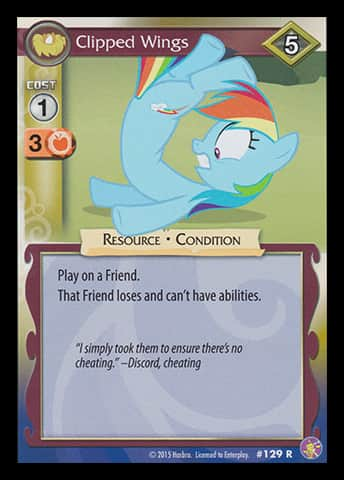 Clipped Wings
5
COST
1
3
RESOURCE • CONDITION
Play on a Friend.
That Friend loses and can't have abilities.
"I simply took them to ensure there's no
cheating." –Discord, cheating
© 2015 Hasbro. Licensed to Enterplay. #129 R